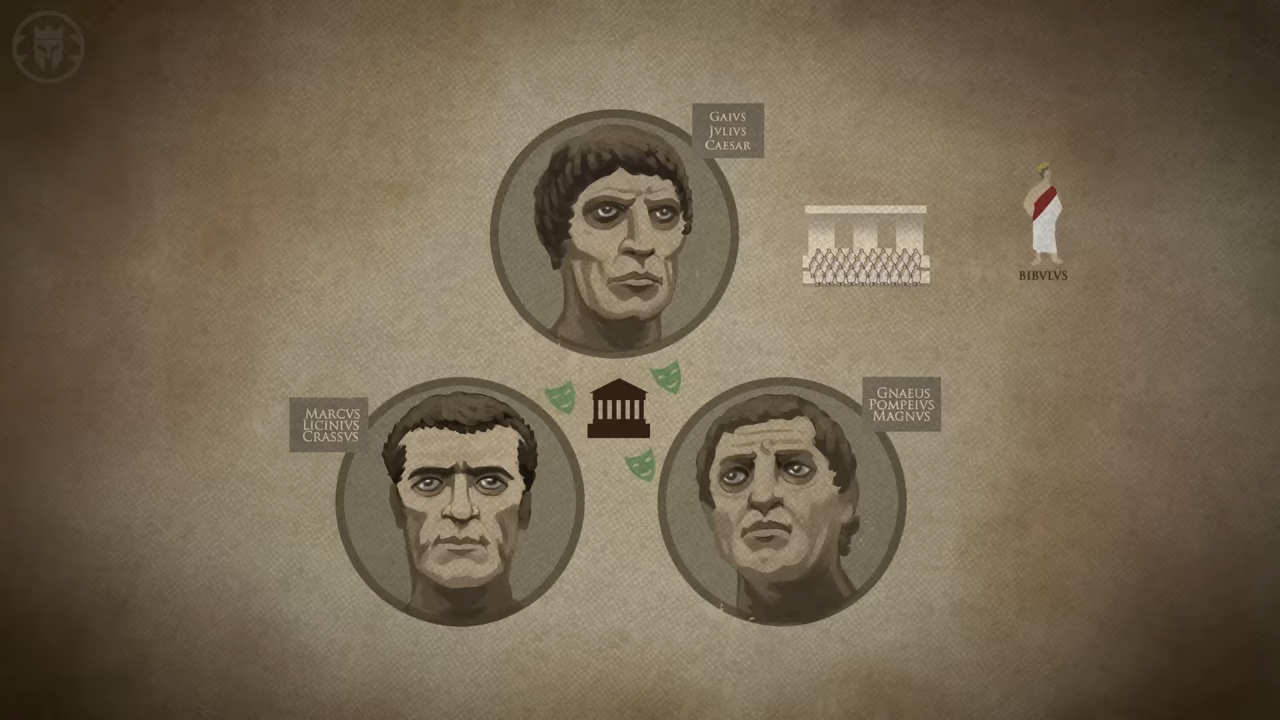 GAIVS
JVLIVS
CAESAR
BIBVLVS
MARCVS
LICINIVS
CRASSVS
GNAEUS
POMPEIVS
MAGNVS